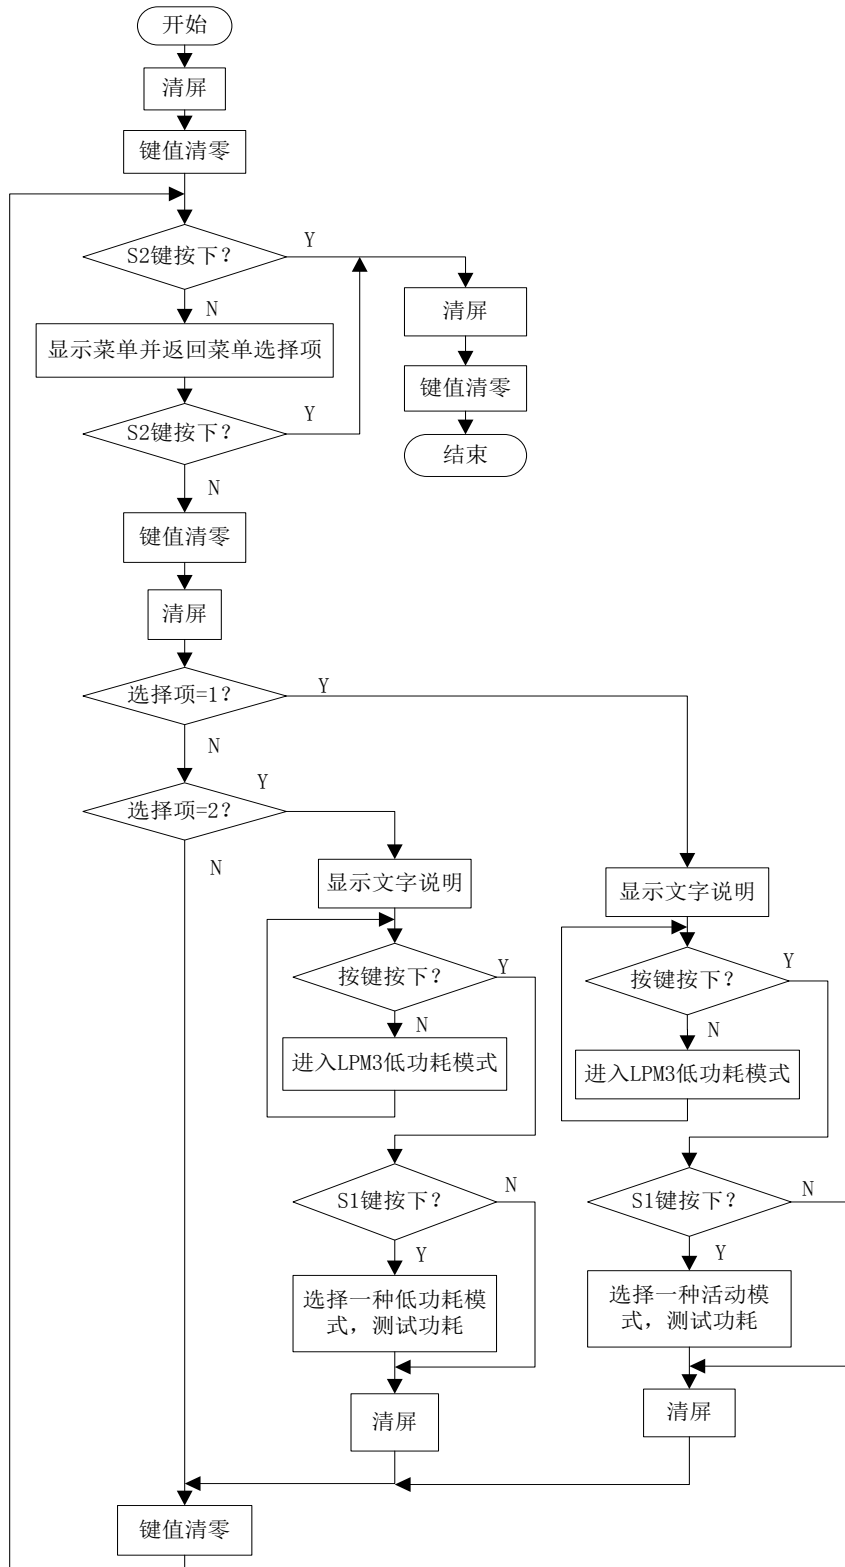 开始
清屏
键值清零
S2键按下?
Y
N
清屏
显示菜单并返回菜单选择项
键值清零
S2键按下?
Y
结束
N
键值清零
清屏
选择项=1?
Y
N
选择项=2?
Y
N
显示文字说明
显示文字说明
按键按下?
Y
按键按下?
Y
N
N
进入LPM3低功耗模式
进入LPM3低功耗模式
S1键按下?
N
S1键按下?
N
Y
Y
选择一种低功耗模
式，测试功耗
选择一种活动模
式，测试功耗
清屏
清屏
键值清零